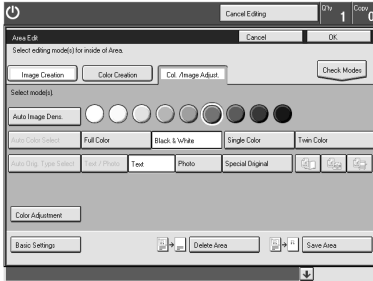 Cancel Editing Q'ty 1 Copy 0
Area Edit Cancel OK
Select editing mode(s) for inside of Area.
Image Creation Color Creation Col. /Image Adjust. Check Modes
Select mode(s).
Auto Image Dens.
Auto Color Select Full Color Black & White Single Color Twin Color
Auto Orig. Type Select Text / Photo Text Photo Special Original
Color Adjustment
Basic Settings Delete Area Save Area